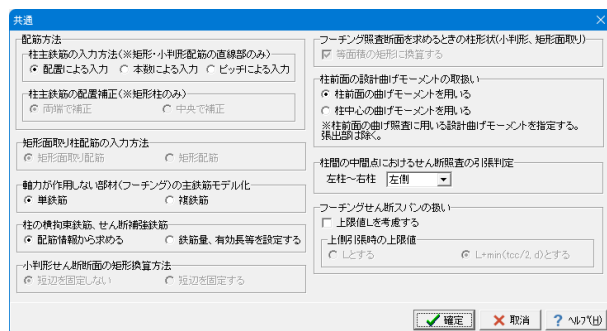 共通
配筋方法
柱主鉄筋の入力方法(※矩形･小判形配筋の直線部のみ)
配置による入力 本数による入力 ピッチによる入力
柱主鉄筋の配置補正(※矩形柱のみ)
両端で補正 中央で補正
矩形面取り柱配筋の入力方法
矩形面取り配筋 矩形配筋
軸力が作用しない部材(フーチング)の主鉄筋モデル化
単鉄筋 複鉄筋
柱の横拘束鉄筋、せん断補強鉄筋
配筋情報から求める 鉄筋量、有効長等を設定する
小判形せん断断面の矩形換算方法
短辺を固定しない 短辺を固定する
フーチング照査断面を求めるときの柱形状(小判形、矩形面取り)
等面積の矩形に換算する
柱前面の設計曲げモーメントの取扱い
柱前面の曲げモーメントを用いる
柱中心の曲げモーメントを用いる
※柱前面の曲げ照査に用いる設計曲げモーメントを指定する。
張出部は除く。
柱間の中間点におけるせん断照査の引張判定
左柱～右柱 左側
フーチングせん断スパンの扱い
上限値Lを考慮する
上側引張時の上限値
Lとする L+min(tcc/2, d)とする
確定 取消 ? ﾍﾙﾌﾟ(H)